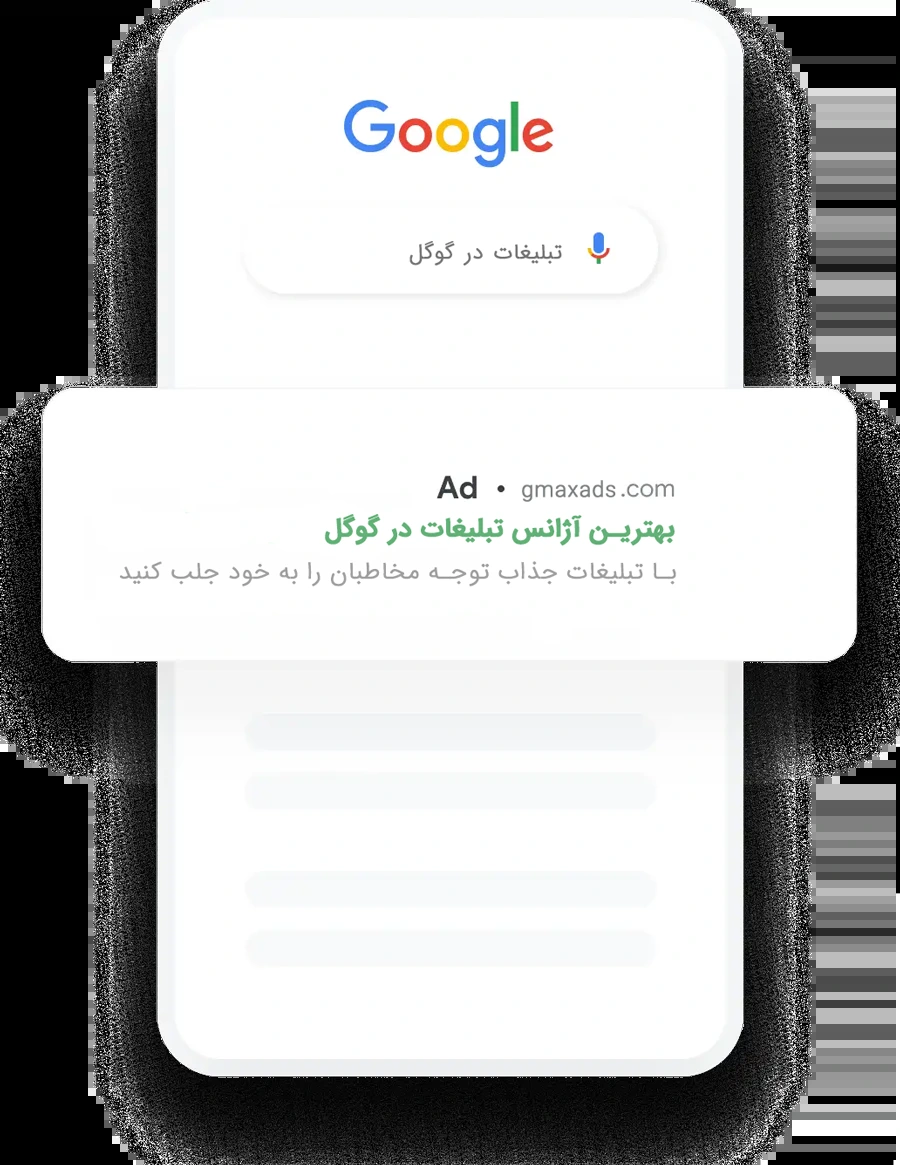 Google
تبلیغات در گوگل
Ad • gmaxads.com
بهتریـن آژانس تبلیغات در گوگل
بـا تبلیغات جذاب توجـه مخاطبان را به خود جلب کنید